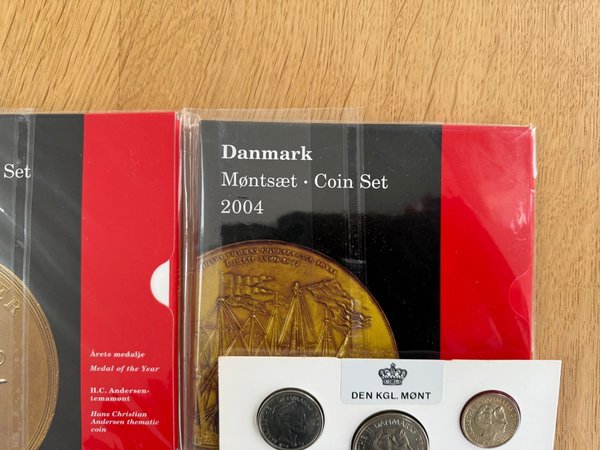 Set
Årets medalje
Medal of the Year
H.C. Andersen-
temamønt
Hans Christian
Andersen thematic
coin
Danmark
Møntsæt · Coin Set
2004
DEN KGL. MØNT
DANMARKS